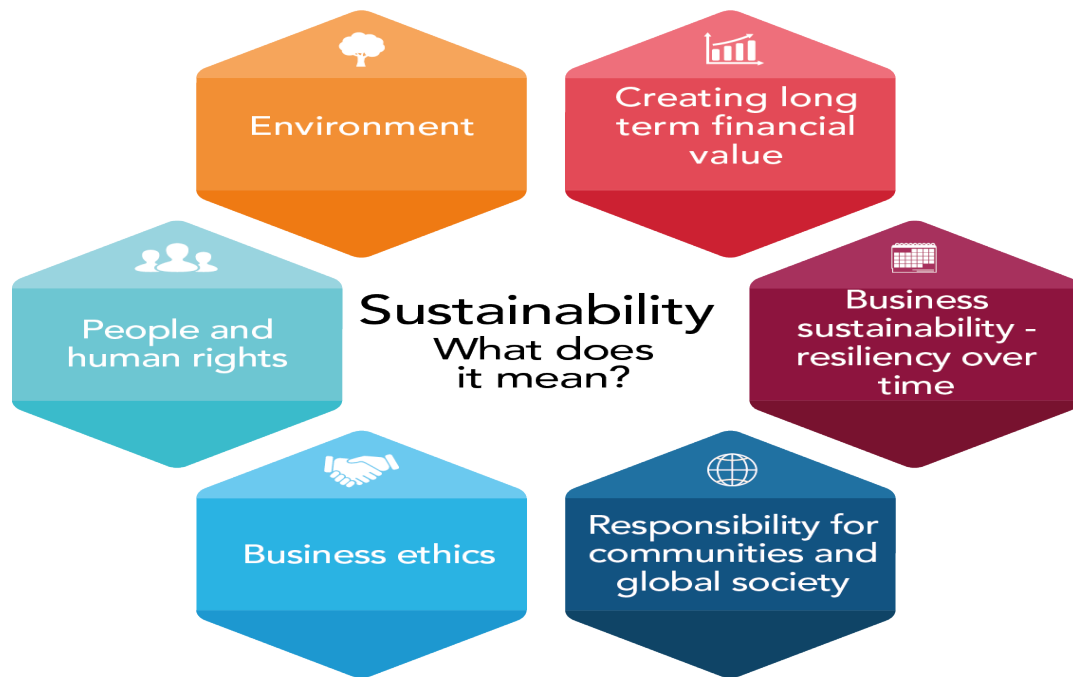 Environment
Creating long
term financial
value
People and
human rights
Sustainability
What does
it mean?
Business
sustainability -
resiliency over
time
Business ethics
Responsibility for
communities and
global society